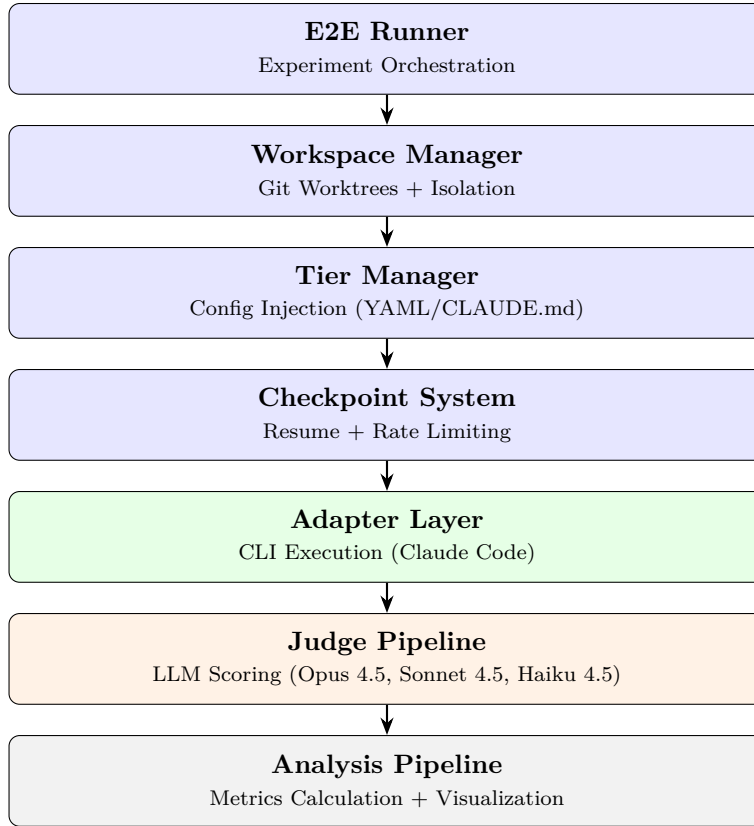 E2E Runner
Experiment Orchestration
Workspace Manager
Git Worktrees + Isolation
Tier Manager
Config Injection (YAML/CLAUDE.md)
Checkpoint System
Resume + Rate Limiting
Adapter Layer
CLI Execution (Claude Code)
Judge Pipeline
LLM Scoring (Opus 4.5, Sonnet 4.5, Haiku 4.5)
Analysis Pipeline
Metrics Calculation + Visualization